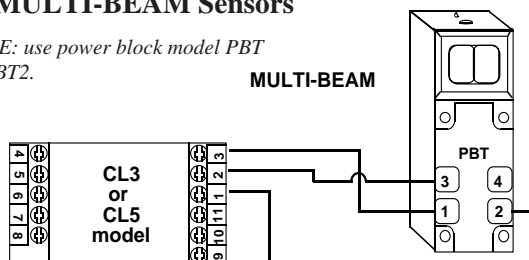 MULTI-BEAM Sensors
E: use power block model PBT
BT2.
MULTI-BEAM
PBT
3 4
1 2
CL3
or
CL5
model
4
5
6
7
8
3
2
1
11
10
9